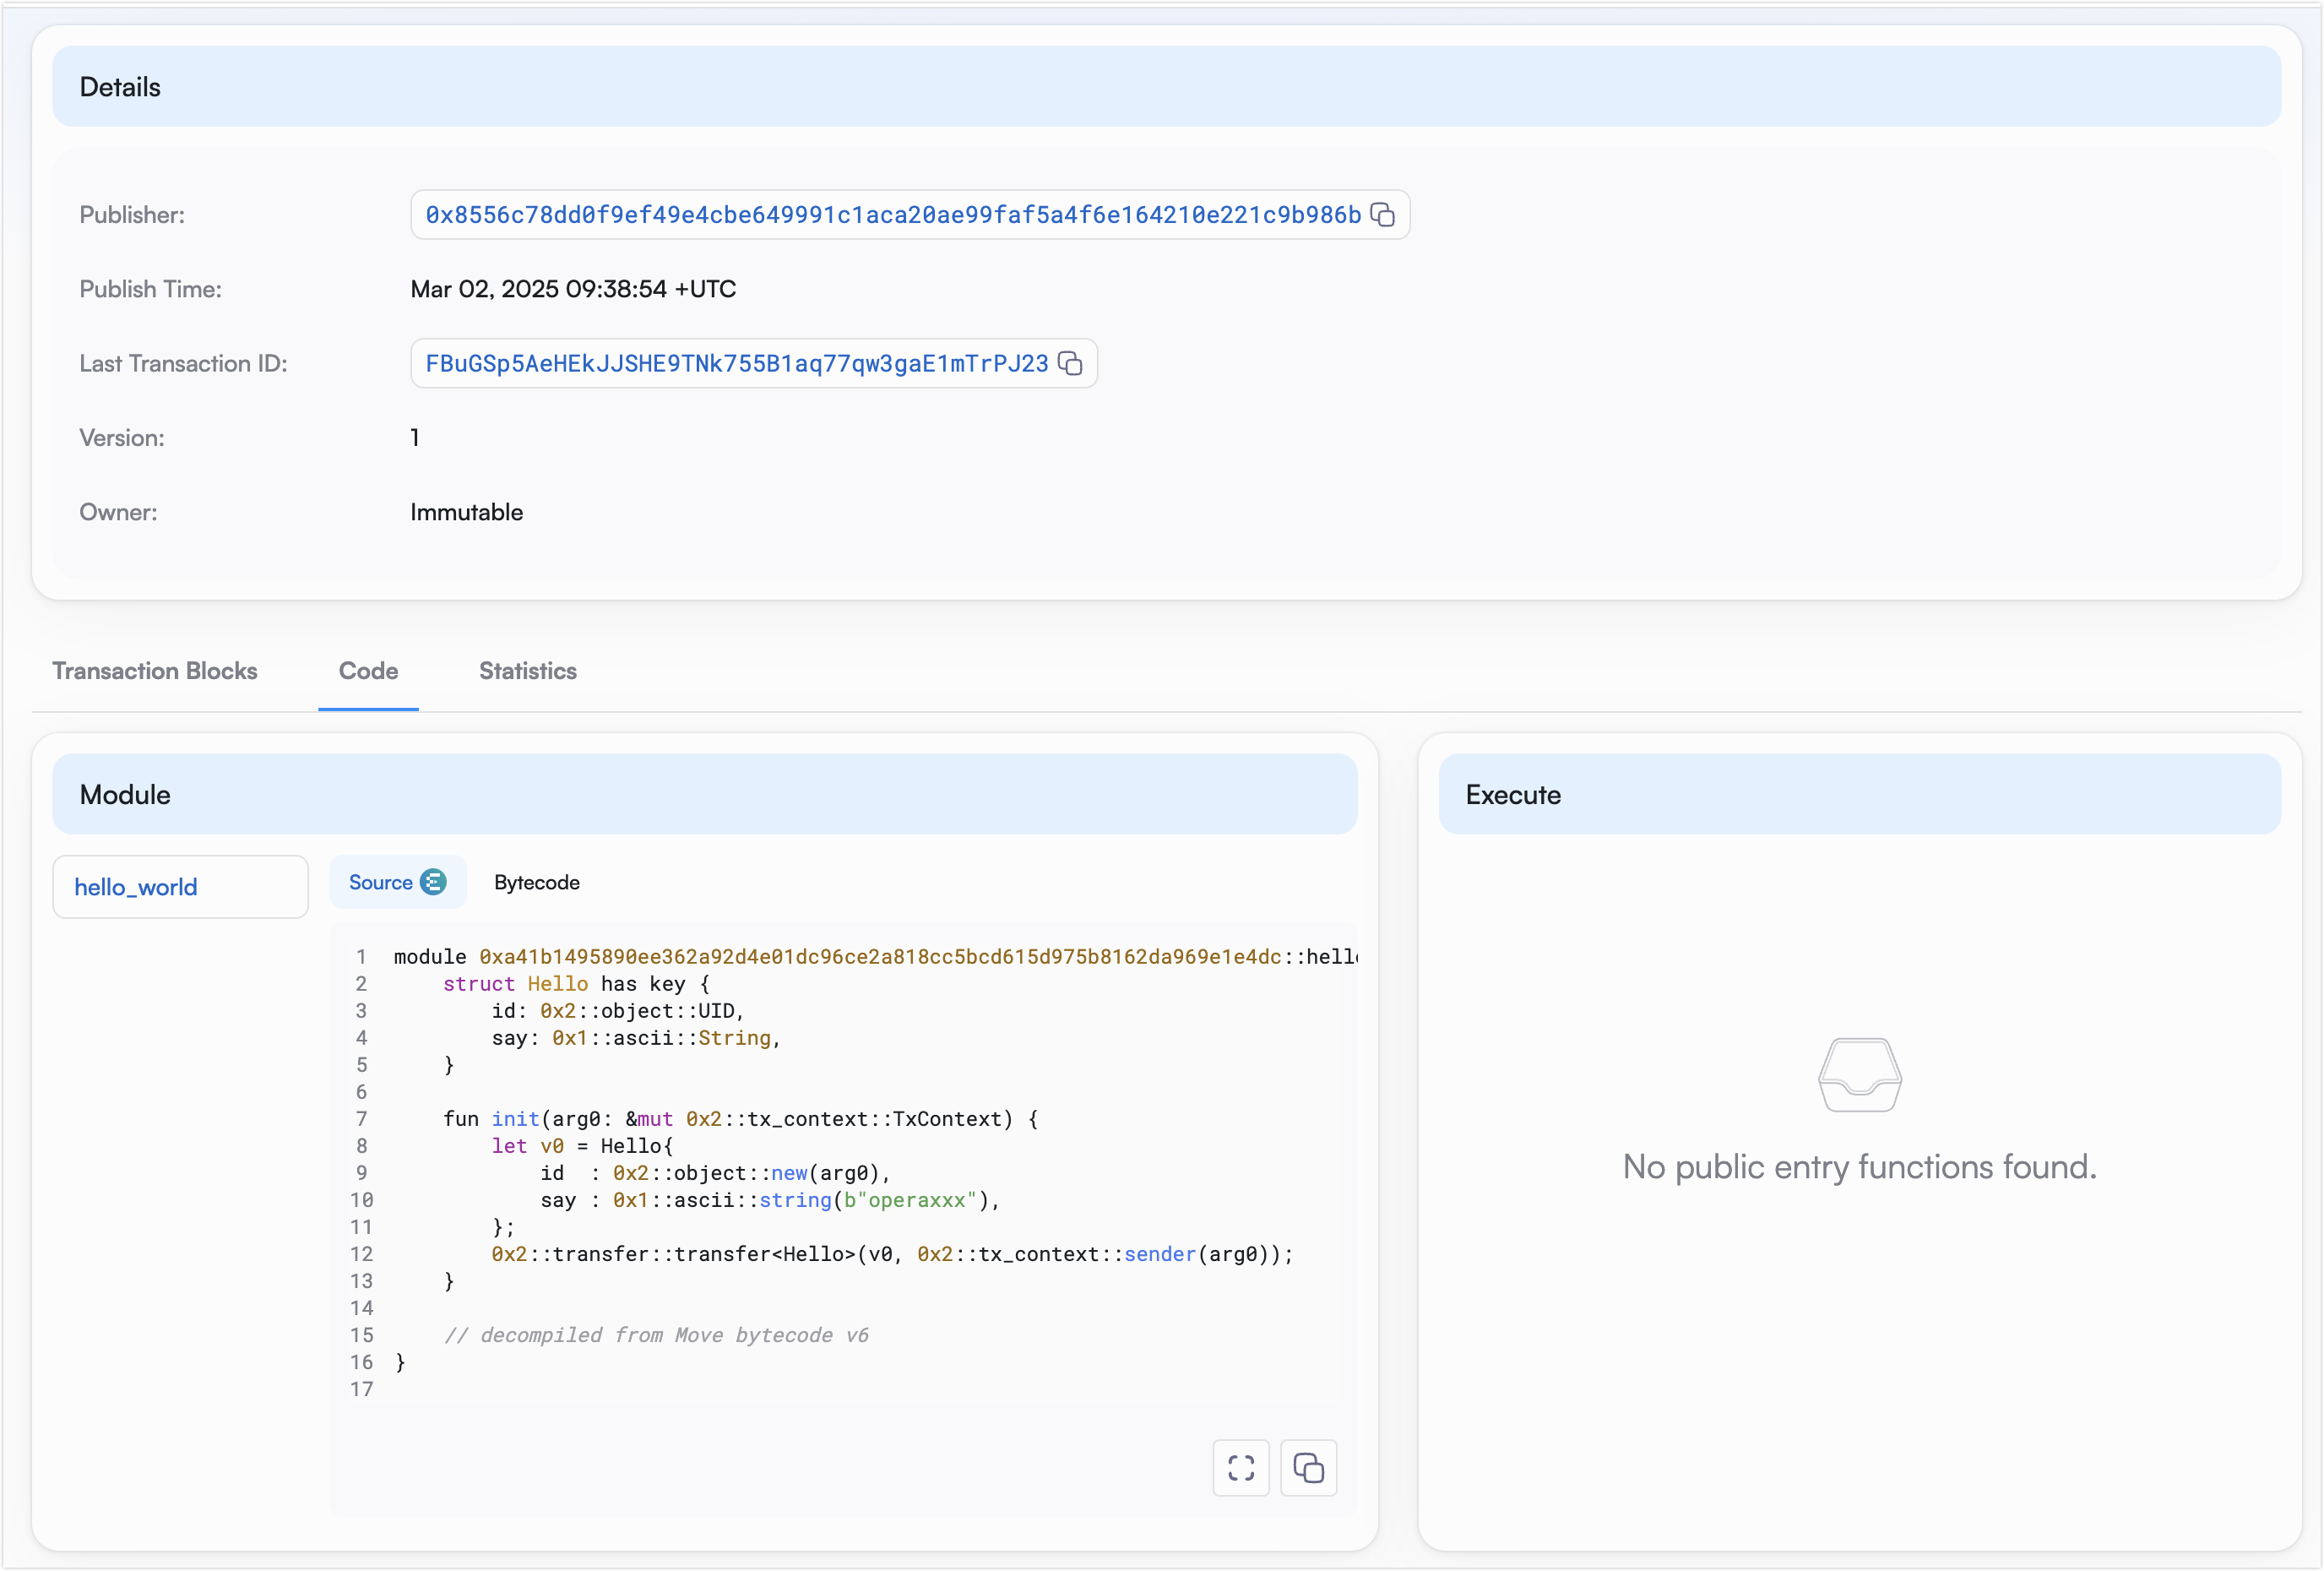 Details
Publisher: 0x8556c78dd0f9ef49e4cbe649991c1aca20ae99faf5a4f6e164210e221c9b986b
Publish Time: Mar 02, 2025 09:38:54 +UTC
Last Transaction ID: FBuGSp5AeHEkJJSHE9TNk755B1aq77qw3gaE1mTrPJ23
Version: 1
Owner: Immutable
Transaction Blocks Code Statistics
Module
hello_world
Source Bytecode
1 module 0xa41b1495890ee362a92d4e01dc96ce2a818cc5bcd615d975b8162da969e1e4dc::hell
2     struct Hello has key {
3         id: 0x2::object::UID,
4         say: 0x1::ascii::String,
5     }
6
7     fun init(arg0: &mut 0x2::tx_context::TxContext) {
8         let v0 = Hello{
9             id  : 0x2::object::new(arg0),
10             say : 0x1::ascii::string(b"operaxxx"),
11         };
12         0x2::transfer::transfer<Hello>(v0, 0x2::tx_context::sender(arg0));
13     }
14
15     // decompiled from Move bytecode v6
16 }
17
Execute
No public entry functions found.